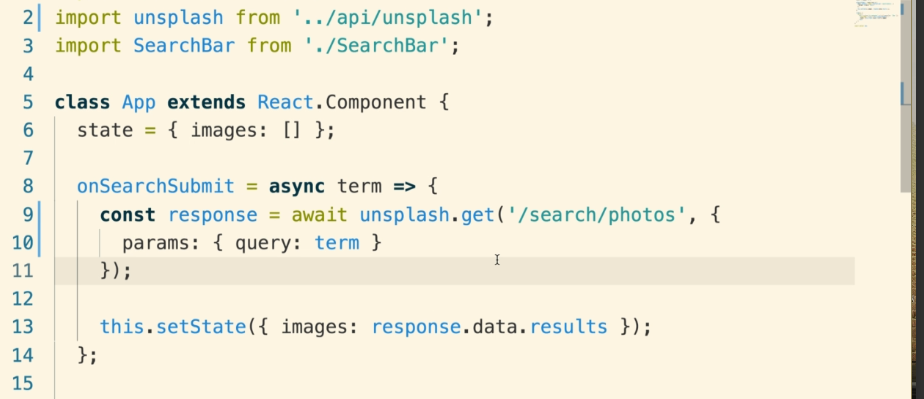 2 import unsplash from '../api/unsplash';
3 import SearchBar from './SearchBar';
4
5 class App extends React.Component {
6   state = { images: [] };
7
8   onSearchSubmit = async term => {
9     const response = await unsplash.get('/search/photos', {
10       params: { query: term }
11     });
12
13     this.setState({ images: response.data.results });
14   };
15